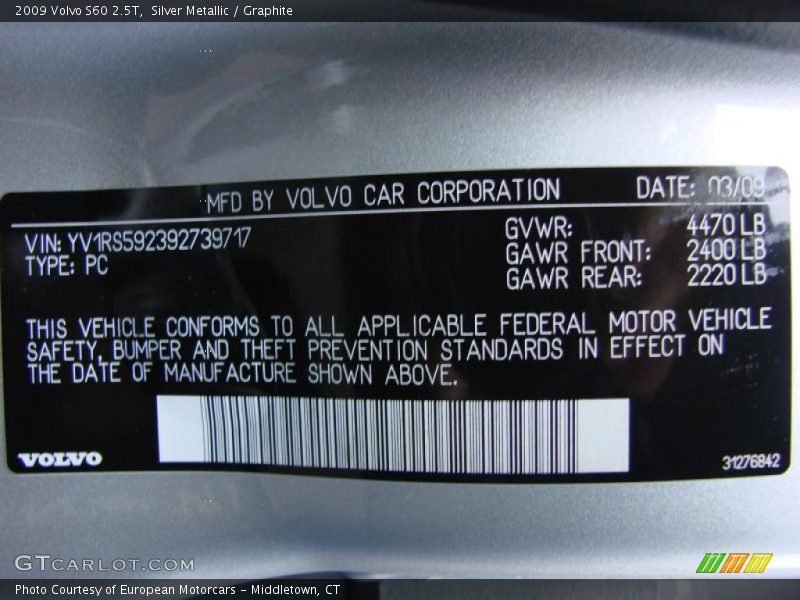 2009 Volvo S60 2.5T, Silver Metallic / Graphite
MFD BY VOLVO CAR CORPORATION DATE: 03/09
VIN: YV1RS592392739717 GVWR: 4470 LB
TYPE: PC GAWR FRONT: 2400 LB
GAWR REAR: 2220 LB
THIS VEHICLE CONFORMS TO ALL APPLICABLE FEDERAL MOTOR VEHICLE
SAFETY, BUMPER AND THEFT PREVENTION STANDARDS IN EFFECT ON
THE DATE OF MANUFACTURE SHOWN ABOVE.
VOLVO 31276842
GTCARLOT.COM
Photo Courtesy of European Motorcars - Middletown, CT